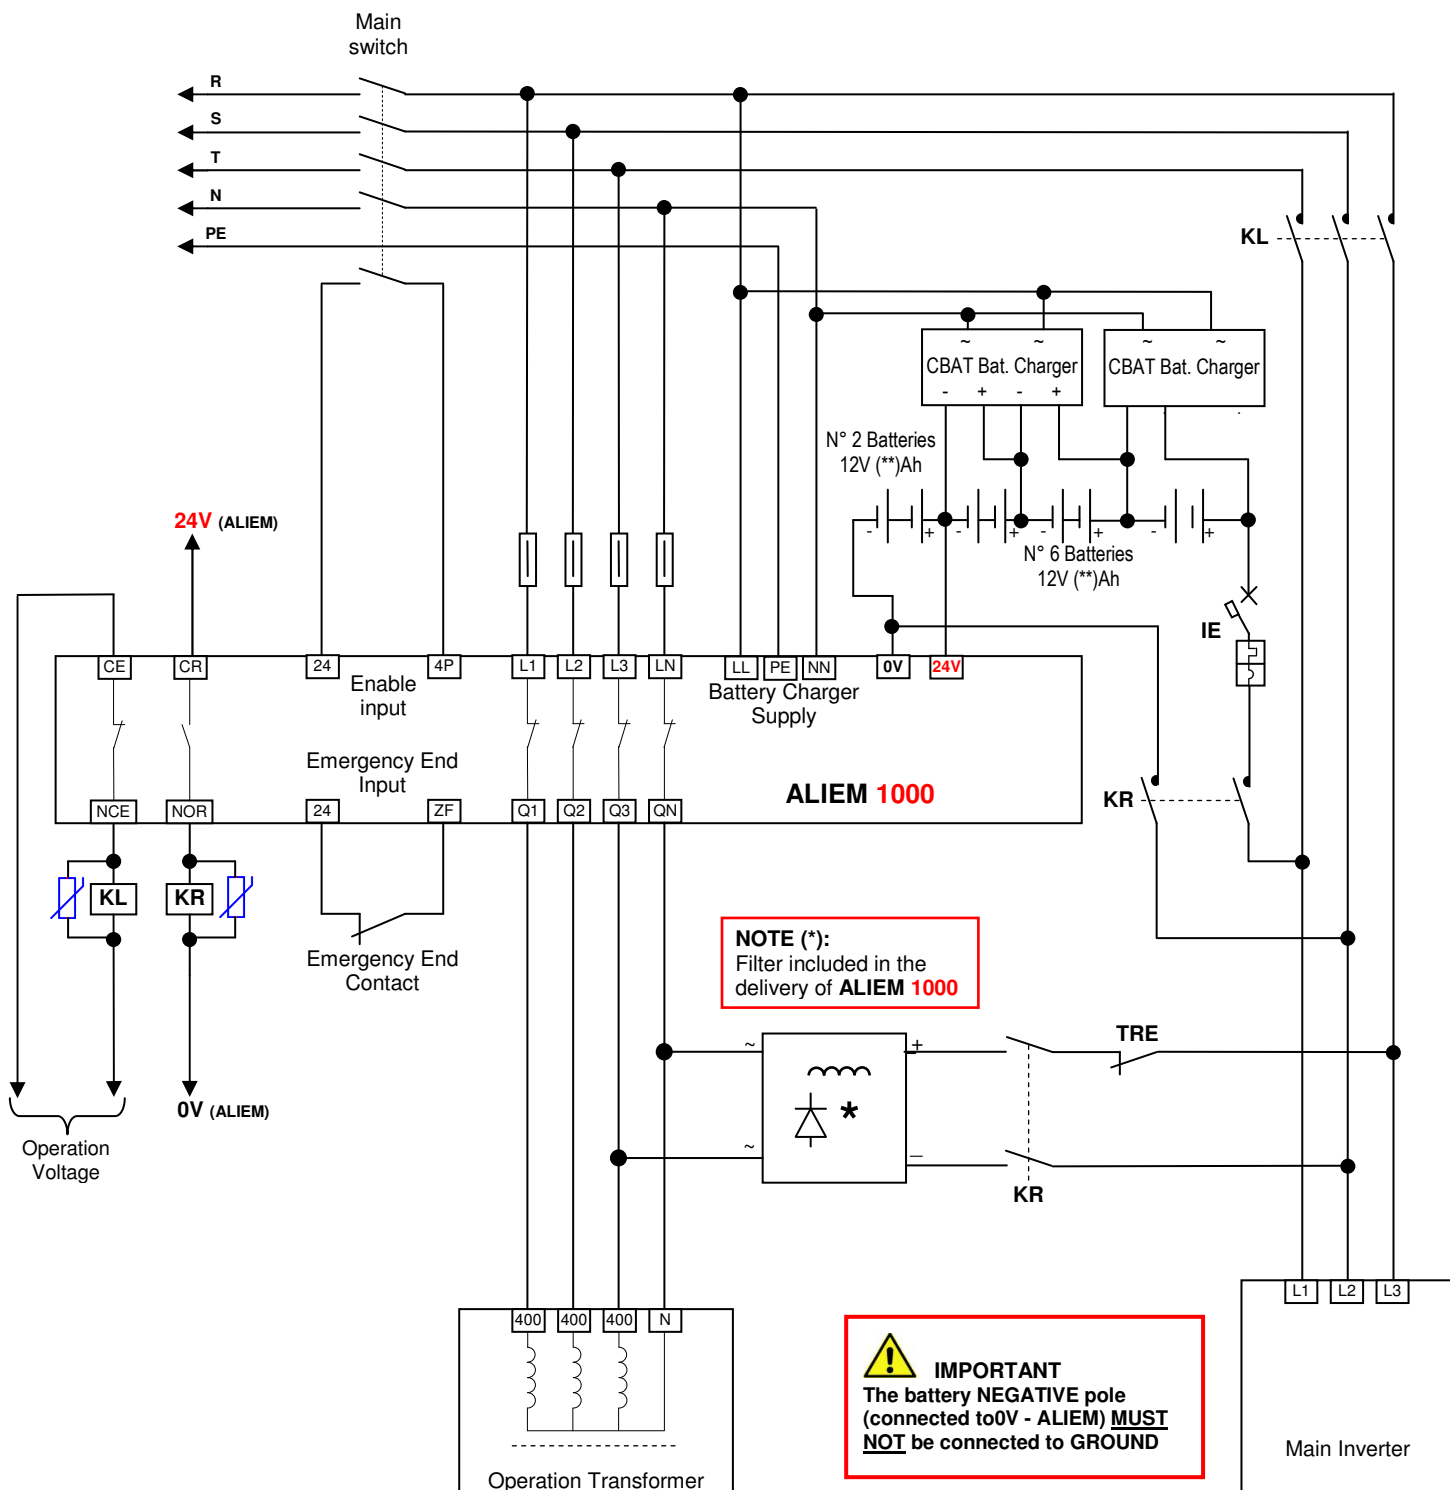 Main
switch
R
S
T
N
PE
KL
~ ~
CBAT Bat. Charger
- + - +
~ ~
CBAT Bat. Charger
N° 2 Batteries
12V (**)Ah
- + - + - + - +
N° 6 Batteries
12V (**)Ah
24V (ALIEM)
IE
CE CR 24 4P L1 L2 L3 LN LL PE NN 0V 24V
Enable
input
Battery Charger
Supply
Emergency End
Input
ALIEM 1000
KR
NCE NOR 24 ZF Q1 Q2 Q3 QN
KL KR
Emergency End
Contact
NOTE (*):
Filter included in the
delivery of ALIEM 1000
~ +
TRE
*
~ –
KR
0V (ALIEM)
Operation
Voltage
L1 L2 L3
400 400 400 N
IMPORTANT
The battery NEGATIVE pole
(connected to0V - ALIEM) MUST
NOT be connected to GROUND
Main Inverter
Operation Transformer